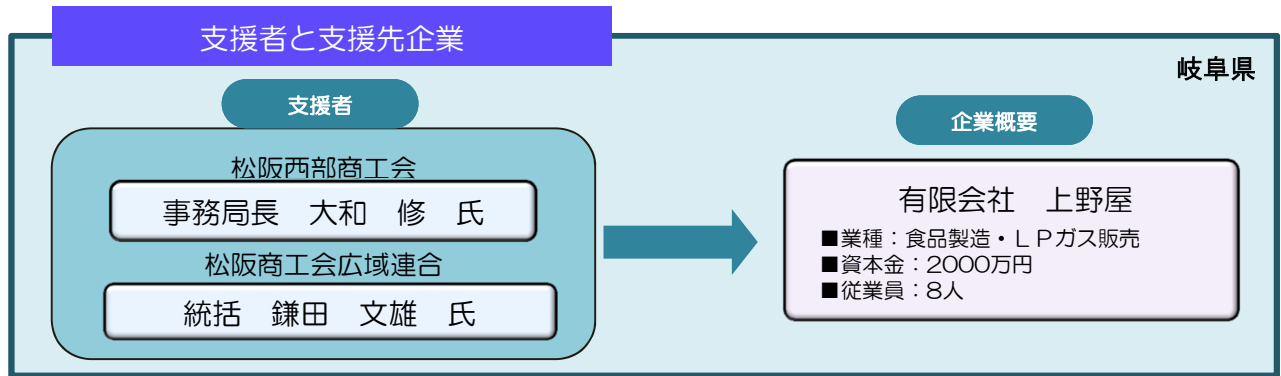 支援者と支援先企業
岐阜県
支援者
松阪西部商工会
事務局長　大和　修　氏
松阪商工会広域連合
統括　鎌田　文雄　氏
企業概要
有限会社　上野屋
■業種：食品製造・ＬＰガス販売
■資本金：2000万円
■従業員：8人